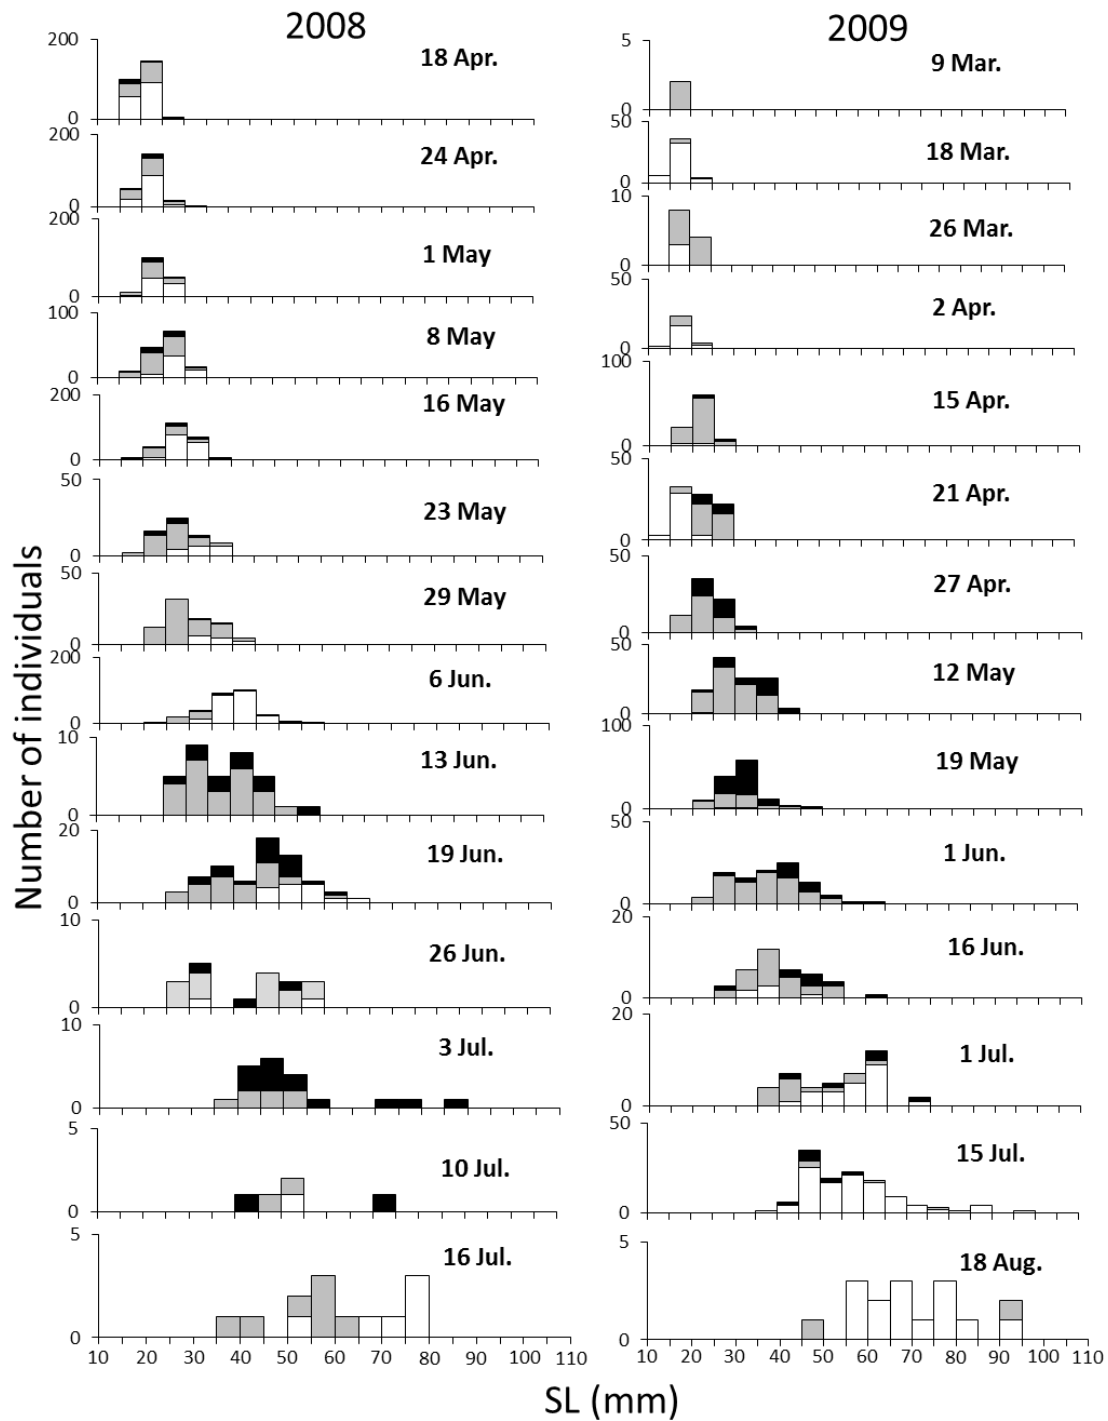 2008
2009
Number of individuals
200
0
18 Apr.
200
0
24 Apr.
200
0
1 May
100
0
8 May
200
0
16 May
50
0
23 May
50
0
29 May
200
0
6 Jun.
10
0
13 Jun.
20
0
19 Jun.
10
0
26 Jun.
10
0
3 Jul.
5
0
10 Jul.
5
0
16 Jul.
10 20 30 40 50 60 70 80 90 100 110
5
0
9 Mar.
50
0
18 Mar.
10
0
26 Mar.
50
0
2 Apr.
100
0
15 Apr.
50
0
21 Apr.
50
0
27 Apr.
50
0
12 May
100
0
19 May
50
0
1 Jun.
20
0
16 Jun.
20
0
1 Jul.
50
0
15 Jul.
5
0
18 Aug.
10 20 30 40 50 60 70 80 90 100 110
SL (mm)